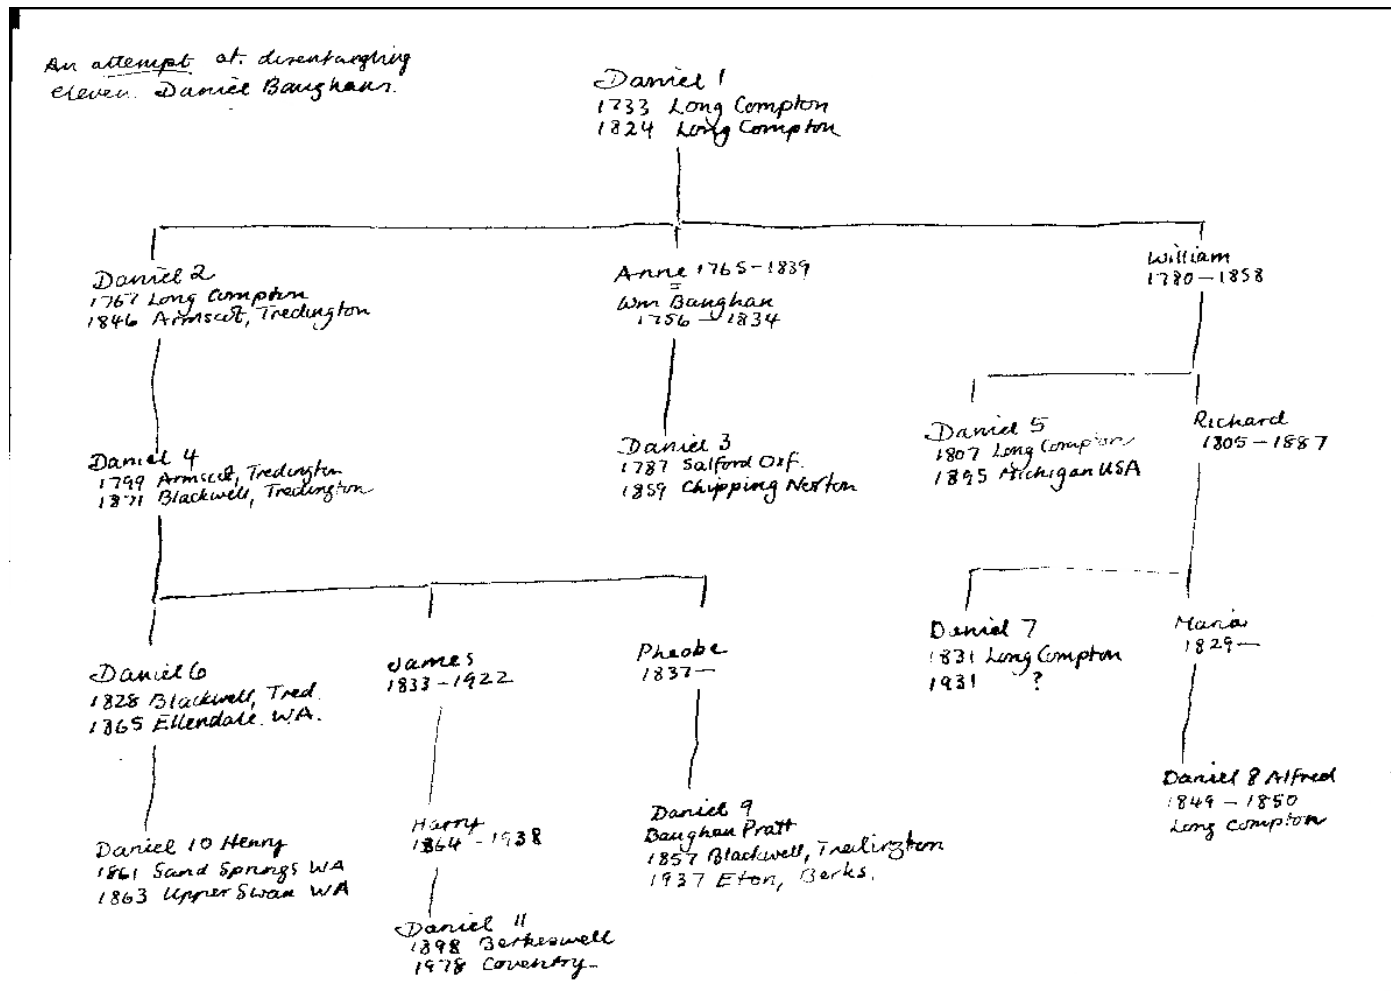 An attempt at disentangling
eleven Daniel Baughans.
Daniel 1
1733 Long Compton
1824 Long Compton
Daniel 2
1767 Long Compton
1846 Armscot, Tredington
Anne 1765-1839
=
Wm Baughan
1756 - 1834
William
1780-1858
Daniel 4
1799 Armscot, Tredington
1871 Blackwell, Tredington
Daniel 3
1787 Salford Oxf.
1859 Chipping Norton
Daniel 5
1807 Long Compton
1895 Michigan USA
Richard
1805-1887
Daniel 6
1828 Blackwell, Tred.
1865 Ellendale. WA.
James
1833-1922
Pheobe
1837-
Daniel 7
1831 Long Compton
1931 ?
Maria
1829-
Daniel 10 Henry
1861 Sand Springs WA
1863 Upper Swan WA
Harry
1864 - 1938
Daniel 9
Baughan Pratt
1857 Blackwell, Tredington
1937 Eton, Berks.
Daniel 8 Alfred
1849 - 1850
Long Compton
Daniel 11
1898 Berkeswell
1978 Coventry